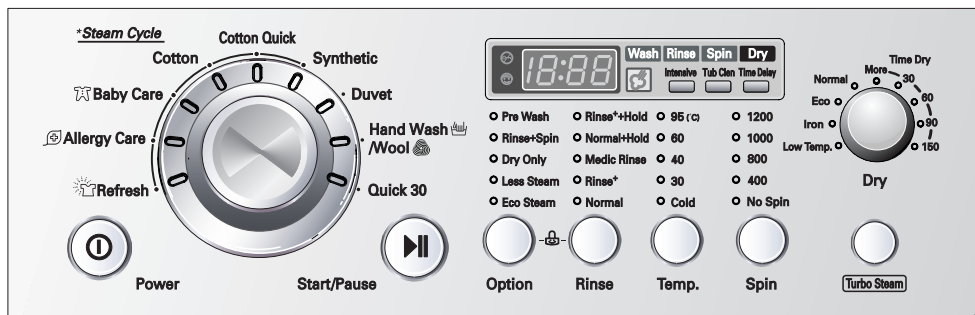 *Steam Cycle
Cotton
Cotton Quick
Synthetic
Baby Care
Duvet
Allergy Care
Hand Wash
/Wool
Refresh
Quick 30
Power
Start/Pause
18:88
Wash Rinse Spin Dry
Intensive Tub Clen Time Delay
Pre Wash
Rinse+Spin
Dry Only
Less Steam
Eco Steam
Option
Rinse⁺+Hold
Normal+Hold
Medic Rinse
Rinse⁺
Normal
Rinse
95 (°C)
60
40
30
Cold
Temp.
1200
1000
800
400
No Spin
Spin
Time Dry
More
Normal
30
Eco
60
Iron
90
Low Temp.
150
Dry
Turbo Steam